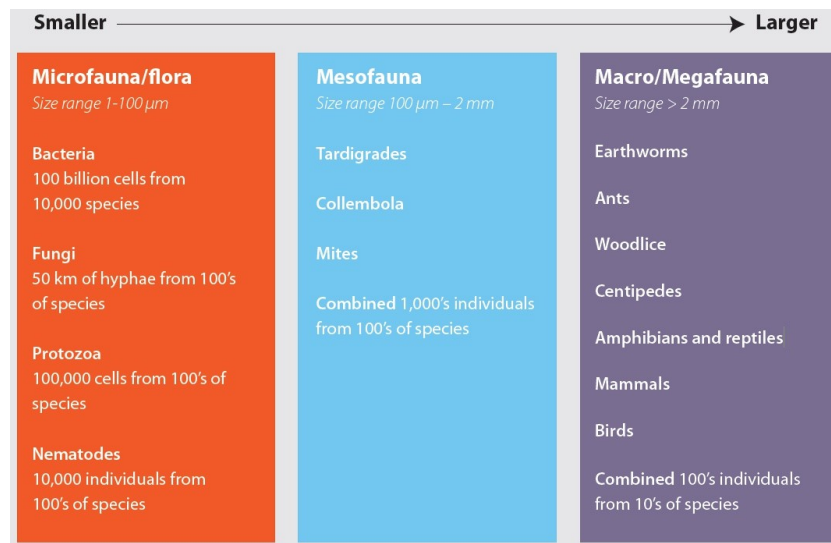 Smaller
Larger
Microfauna/flora
Size range 1-100 µm
Bacteria
100 billion cells from
10,000 species
Fungi
50 km of hyphae from 100's
of species
Protozoa
100,000 cells from 100's of
species
Nematodes
10,000 individuals from
100's of species
Mesofauna
Size range 100 µm – 2 mm
Tardigrades
Collembola
Mites
Combined 1,000's individuals
from 100's of species
Macro/Megafauna
Size range > 2 mm
Earthworms
Ants
Woodlice
Centipedes
Amphibians and reptiles
Mammals
Birds
Combined 100's individuals
from 10's of species